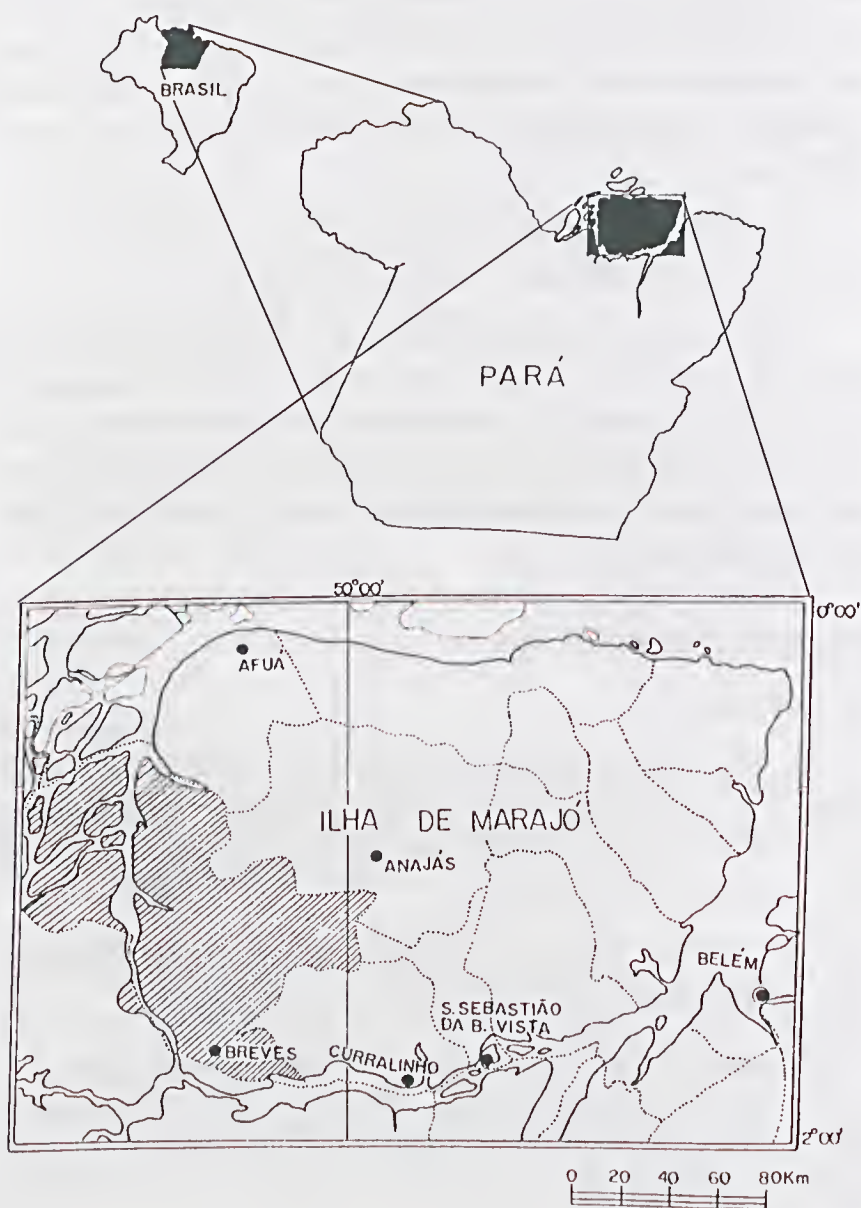 BRASIL
PARÁ
50°00'
0°00'
AFUÁ
ILHA DE MARAJÓ
ANAJÁS
BELÉM
S. SEBASTIÃO
DA B. VISTA
BREVES
CURRALINHO
2°00'
0 20 40 60 80Km